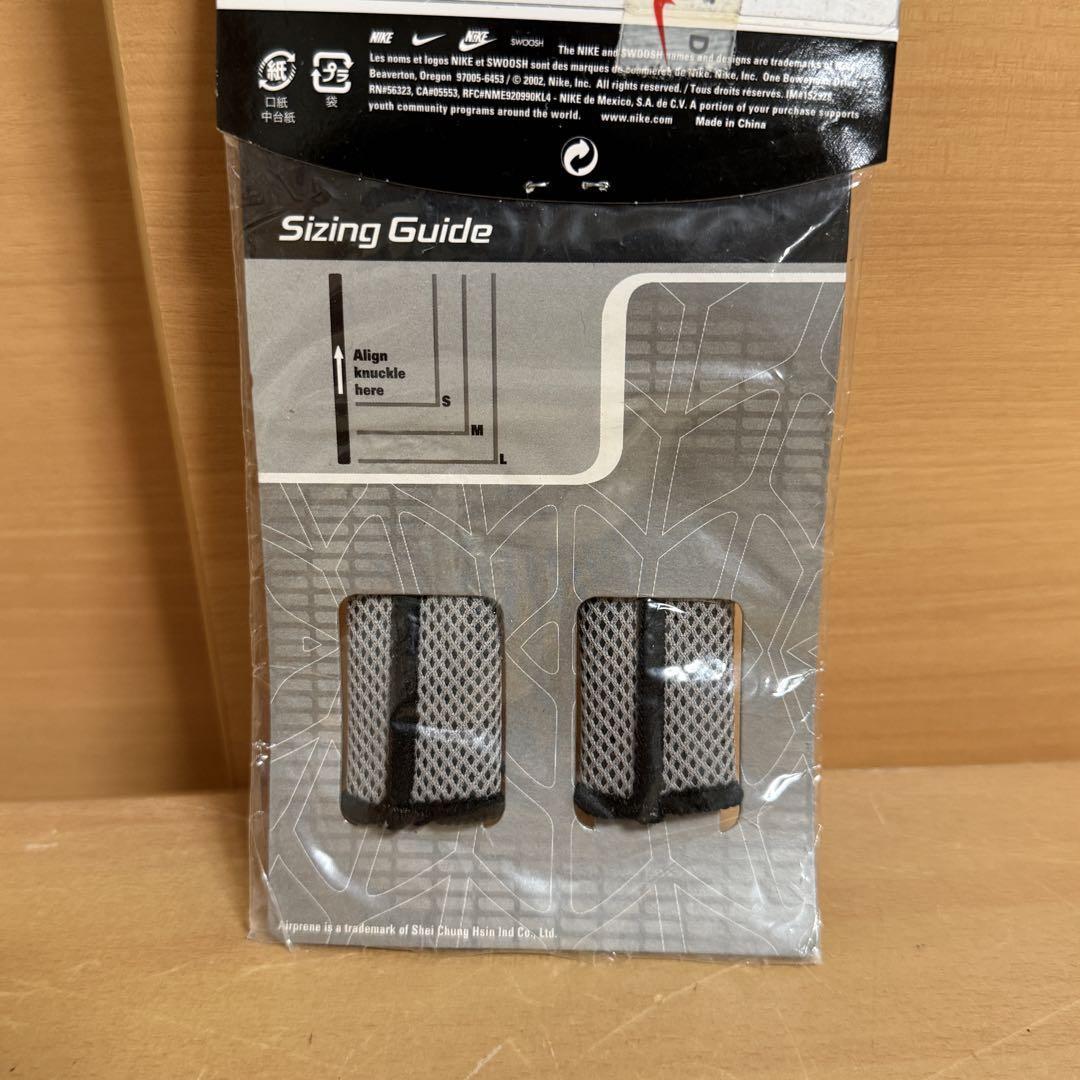 NIKE NIKE SWOOSH
The NIKE and SWOOSH names and designs are trademarks of
Les noms et logos NIKE et SWOOSH sont des marques de commerce de Nike. Nike, Inc. One Bowerman Drive,
Beaverton, Oregon 97005-6453 / © 2002, Nike, Inc. All rights reserved. / Tous droits réservés.
RN#56323, CA#05553, RFC#NME920990KL4 - NIKE de Mexico, S.A. de C.V. A portion of your purchase supports
youth community programs around the world. www.nike.com Made in China
紙
プラ
口紙
中台紙
袋
D
Sizing Guide
Align
knuckle
here
S
M
L
Airprene is a trademark of Shei Chung Hsin Ind Co., Ltd.